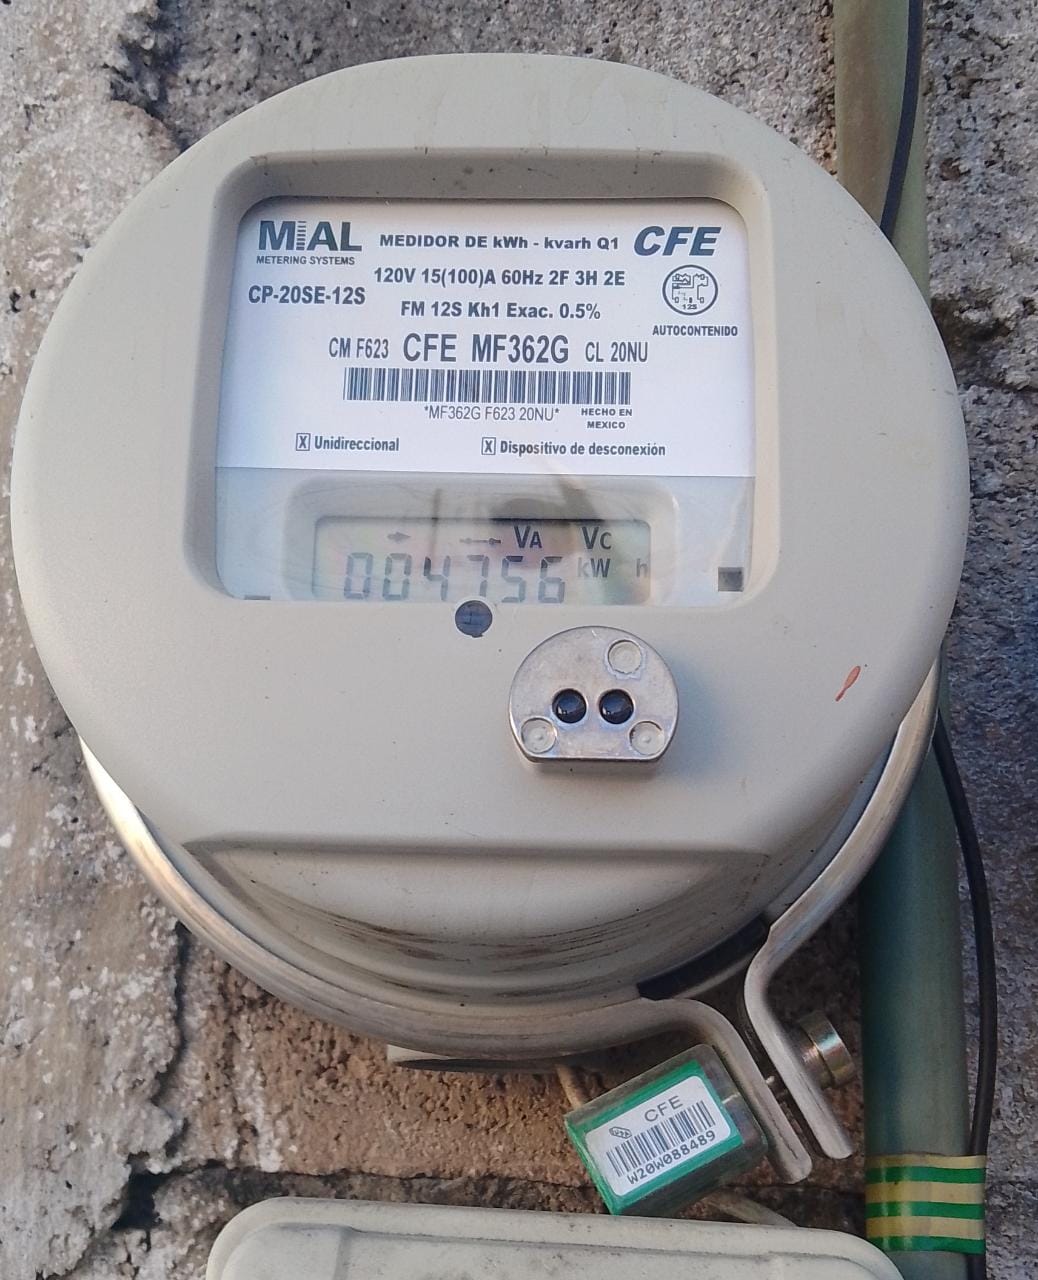 MIAL
METERING SYSTEMS
MEDIDOR DE kWh - kvarh Q1
CFE
120V 15(100)A 60Hz 2F 3H 2E
CP-20SE-12S
FM 12S Kh1 Exac. 0.5%
12S
AUTOCONTENIDO
CM F623 CFE MF362G CL 20NU
*MF362G F623 20NU*
HECHO EN
MEXICO
X Unidireccional
X Dispositivo de desconexión
VA VC
004756 kW h
CFE
W20W088489